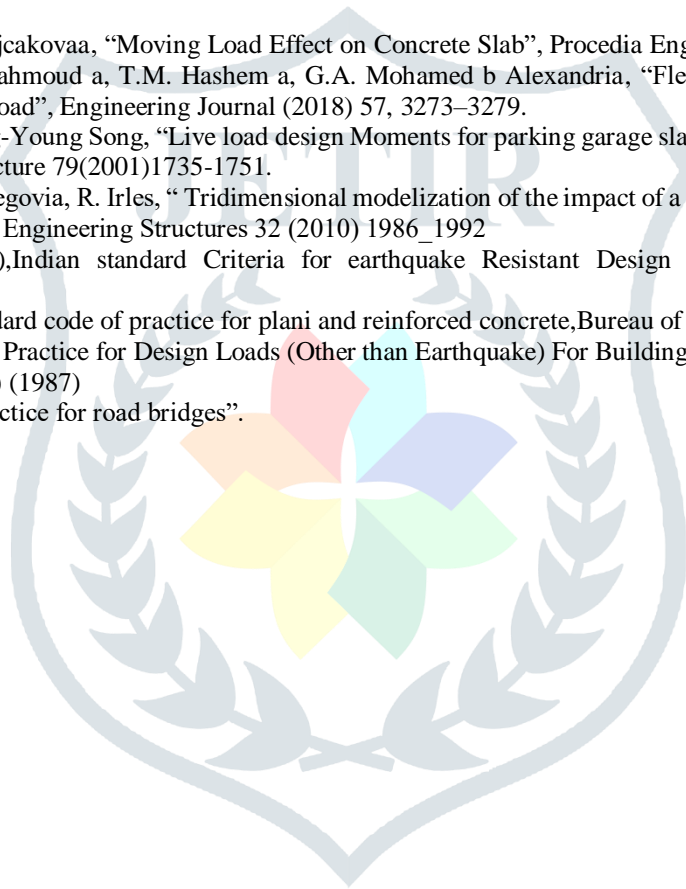 jcakovaa, “Moving Load Effect on Concrete Slab”, Procedia Eng
ahmoud a, T.M. Hashem a, G.A. Mohamed b Alexandria, “Fle
oad”, Engineering Journal (2018) 57, 3273–3279.
-Young Song, “Live load design Moments for parking garage sla
cture 79(2001)1735-1751.
egovia, R. Irles, “ Tridimensional modelization of the impact of a
Engineering Structures 32 (2010) 1986_1992
),Indian standard Criteria for earthquake Resistant Design
dard code of practice for plani and reinforced concrete,Bureau of
Practice for Design Loads (Other than Earthquake) For Building
) (1987)
ctice for road bridges”.
JETIR